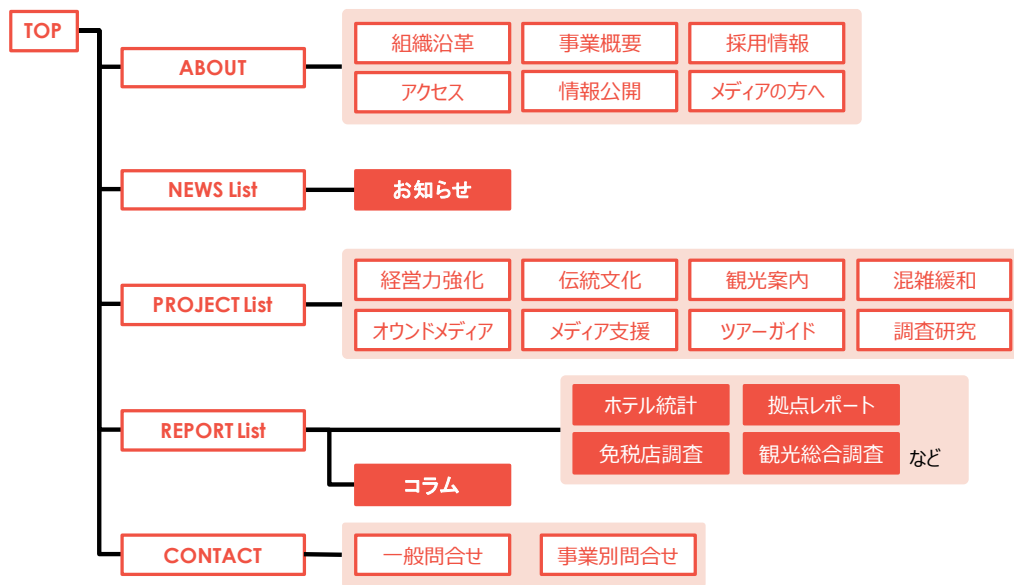 TOP
ABOUT
組織沿革
事業概要
採用情報
アクセス
情報公開
メディアの方へ
NEWS List
お知らせ
PROJECT List
経営力強化
伝統文化
観光案内
混雑緩和
オウンドメディア
メディア支援
ツアーガイド
調査研究
REPORT List
ホテル統計
拠点レポート
免税店調査
観光総合調査
など
コラム
CONTACT
一般問合せ
事業別問合せ